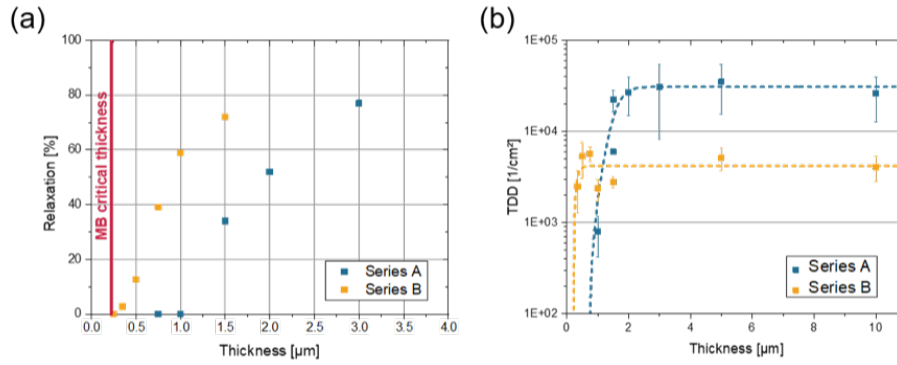 (a)
100
80
60
40
20
0
Relaxation [%]
MB critical thickness
Series A
Series B
0.0 0.5 1.0 1.5 2.0 2.5 3.0 3.5 4.0
Thickness [µm]
(b)
1E+05
1E+04
1E+03
1E+02
TDD [1/cm²]
Series A
Series B
0 2 4 6 8 10
Thickness [µm]